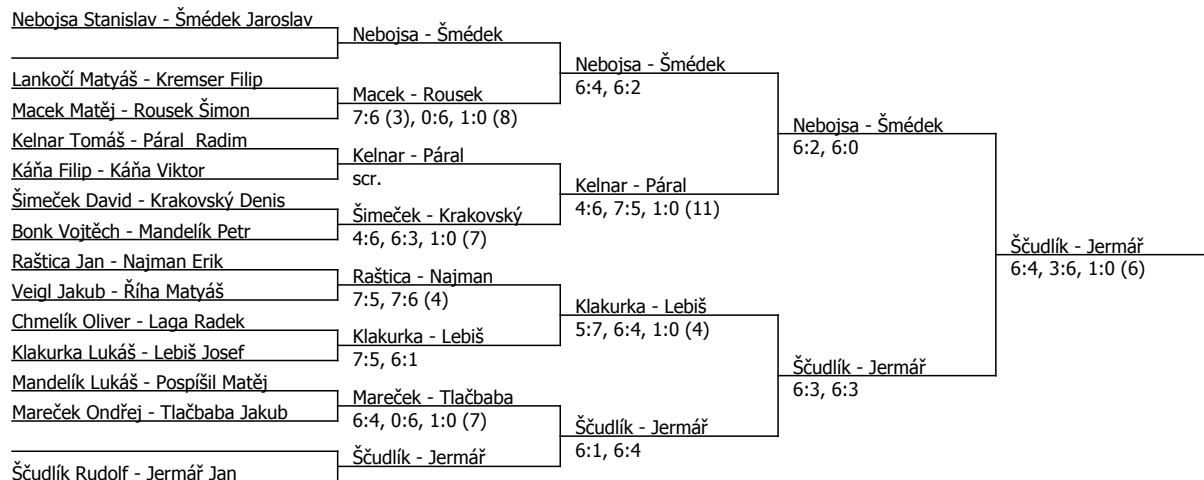 Nebojsa Stanislav - Šmédek Jaroslav
Lankočí Matyáš - Kremser Filip
Macek Matěj - Rousek Šimon
Kelnar Tomáš - Páral  Radim
Káňa Filip - Káňa Viktor
Šimeček David - Krakovský Denis
Bonk Vojtěch - Mandelík Petr
Raštica Jan - Najman Erik
Veigl Jakub - Říha Matyáš
Chmelík Oliver - Laga Radek
Klakurka Lukáš - Lebiš Josef
Mandelík Lukáš - Pospíšil Matěj
Mareček Ondřej - Tlačbaba Jakub
Ščudlík Rudolf - Jermář Jan
Nebojsa - Šmédek
Macek - Rousek
7:6 (3), 0:6, 1:0 (8)
Kelnar - Páral
scr.
Šimeček - Krakovský
4:6, 6:3, 1:0 (7)
Raštica - Najman
7:5, 7:6 (4)
Klakurka - Lebiš
7:5, 6:1
Mareček - Tlačbaba
6:4, 0:6, 1:0 (7)
Ščudlík - Jermář
Nebojsa - Šmédek
6:4, 6:2
Kelnar - Páral
4:6, 7:5, 1:0 (11)
Klakurka - Lebiš
5:7, 6:4, 1:0 (4)
Ščudlík - Jermář
6:1, 6:4
Nebojsa - Šmédek
6:2, 6:0
Ščudlík - Jermář
6:3, 6:3
Ščudlík - Jermář
6:4, 3:6, 1:0 (6)